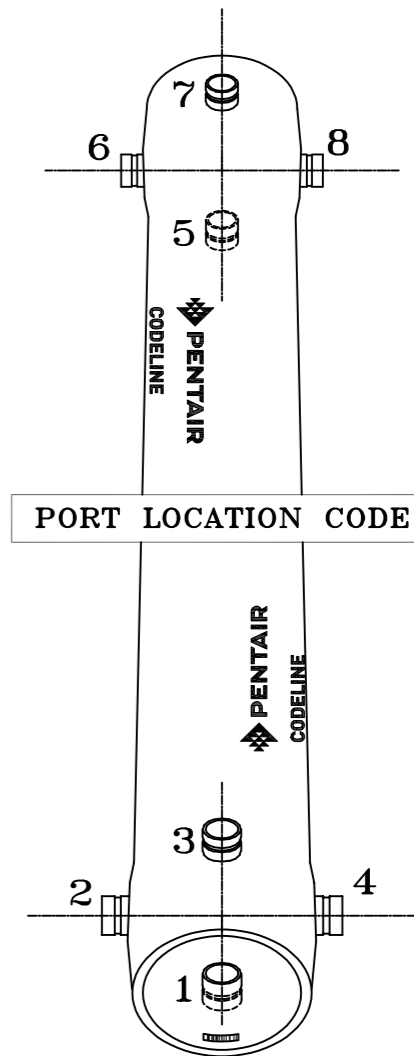 7
6
8
5
CODELINE
PENTAIR
PORT LOCATION CODE
PENTAIR
CODELINE
3
2
4
1